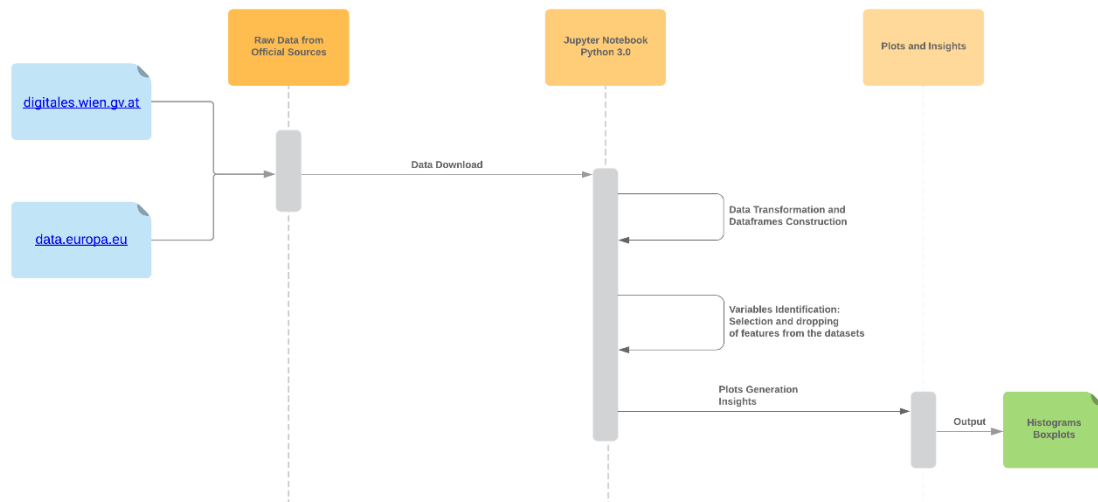 Raw Data from
Official Sources
Jupyter Notebook
Python 3.0
Plots and Insights
digitales.wien.gv.at
data.europa.eu
Data Download
Data Transformation and
Dataframes Construction
Variables Identification:
Selection and dropping
of features from the datasets
Plots Generation
Insights
Output
Histograms
Boxplots